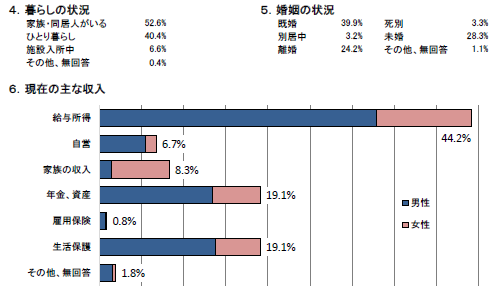 ４．暮らしの状況
家族・同居人がいる 52.6%
ひとり暮らし 40.4%
施設入所中 6.6%
その他、無回答 0.4%
５．婚姻の状況
既婚 39.9% 死別 3.3%
別居中 3.2% 未婚 28.3%
離婚 24.2% その他、無回答 1.1%
６．現在の主な収入
給与所得 44.2%
自営 6.7%
家族の収入 8.3%
年金、資産 19.1%
雇用保険 0.8%
生活保護 19.1%
その他、無回答 1.8%
男性
女性